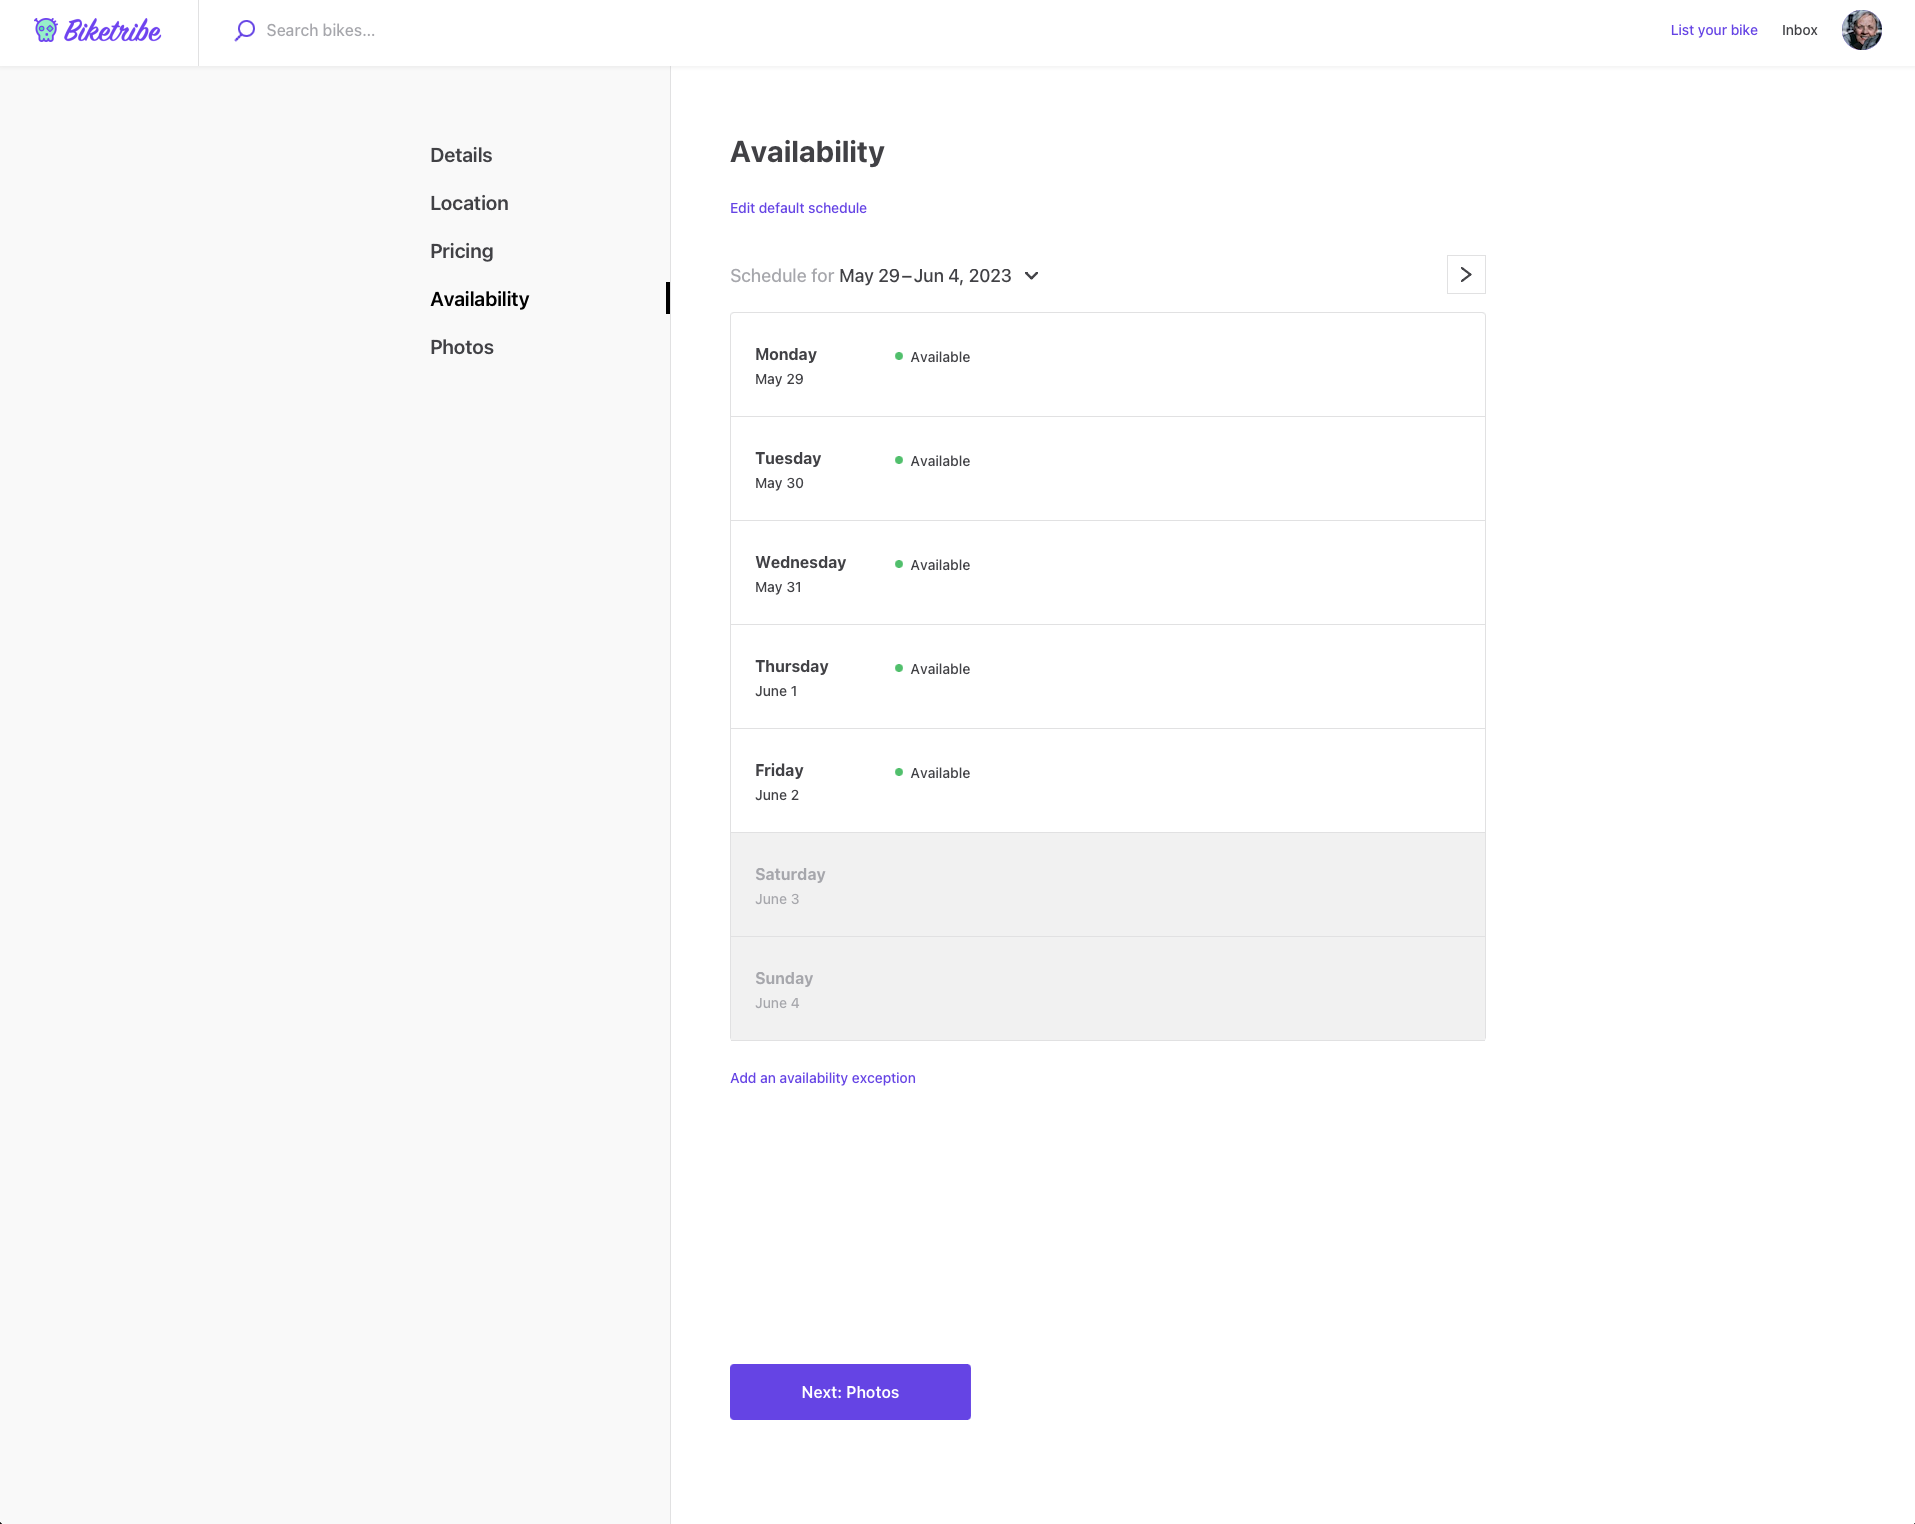 Biketribe
Search bikes...
List your bike
Inbox
Details
Location
Pricing
Availability
Photos
Availability
Edit default schedule
Schedule for May 29–Jun 4, 2023
Monday
Available
May 29
Tuesday
Available
May 30
Wednesday
Available
May 31
Thursday
Available
June 1
Friday
Available
June 2
Saturday
June 3
Sunday
June 4
Add an availability exception
Next: Photos